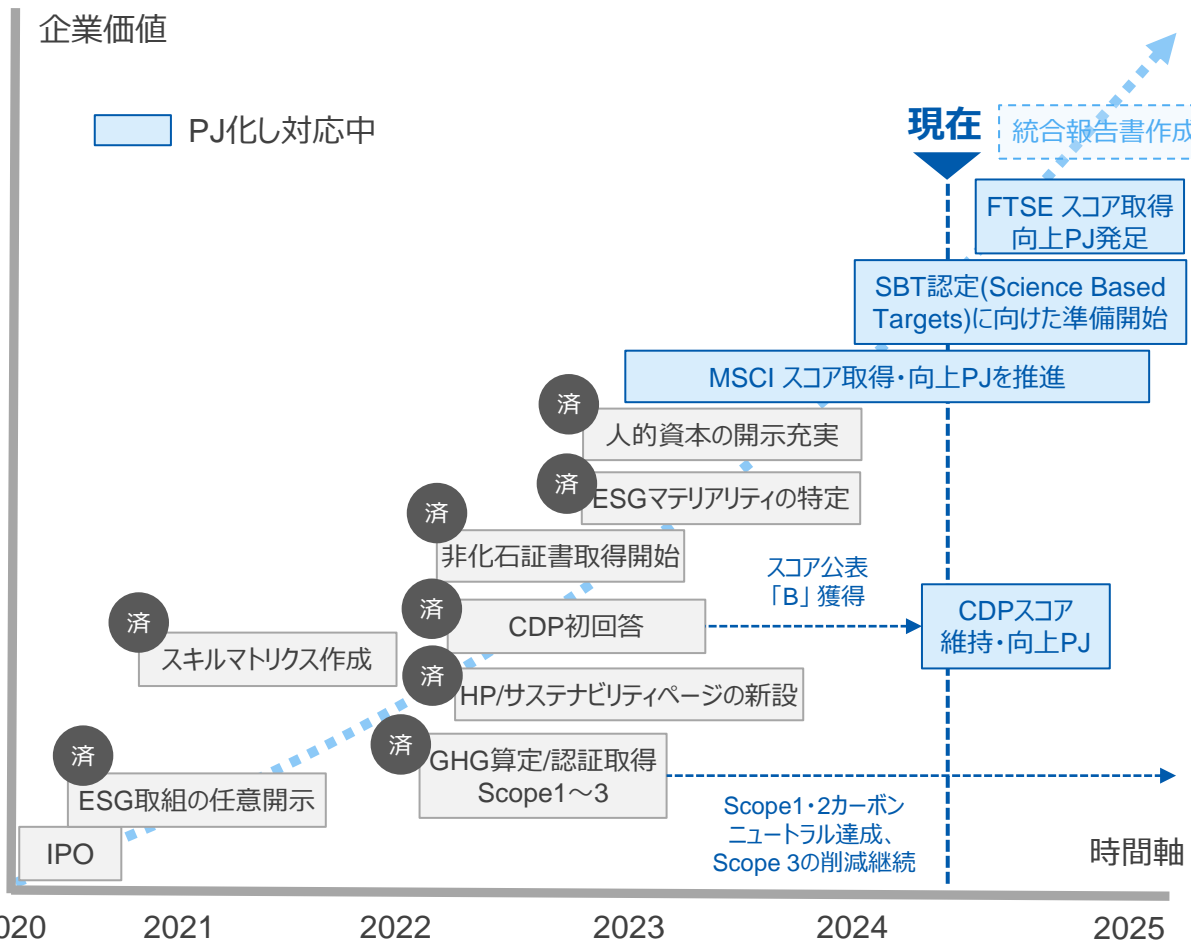 企業価値
PJ化し対応中
現在
統合報告書作成
FTSE スコア取得
向上PJ発足
SBT認定(Science Based
Targets)に向けた準備開始
MSCI スコア取得・向上PJを推進
済
人的資本の開示充実
済
ESGマテリアリティの特定
済
非化石証書取得開始
スコア公表
「B」獲得
済
CDP初回答
CDPスコア
維持・向上PJ
済
スキルマトリクス作成
済
HP/サステナビリティページの新設
済
GHG算定/認証取得
Scope1～3
済
ESG取組の任意開示
Scope1・2カーボン
ニュートラル達成、
Scope 3の削減継続
IPO
時間軸
020 2021 2022 2023 2024 2025